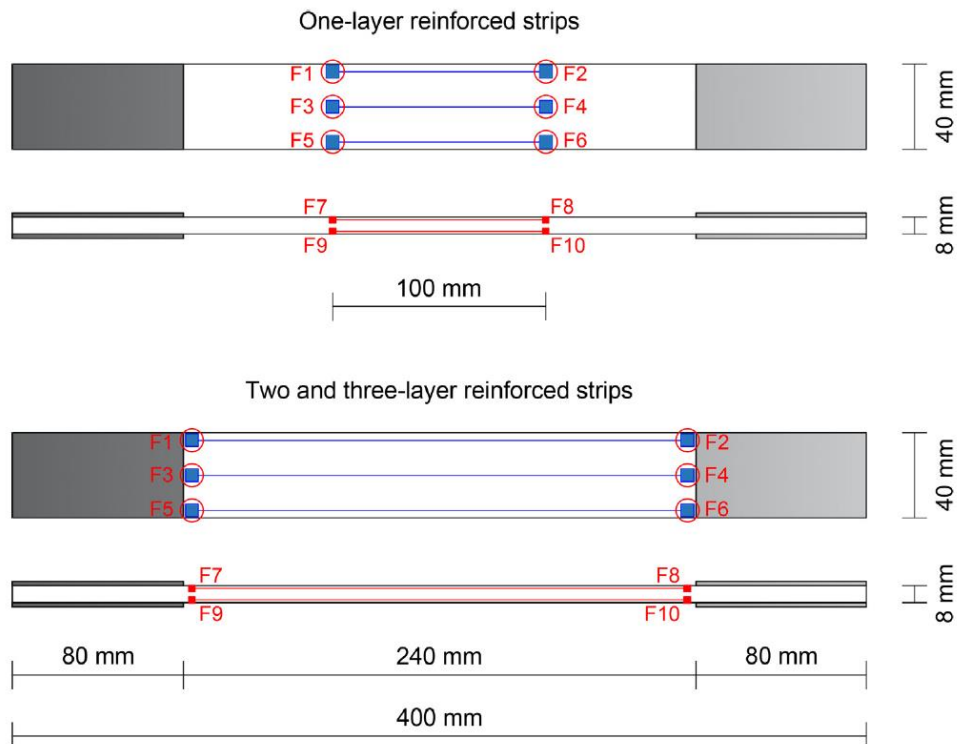 One-layer reinforced strips
F1 F2
F3 F4
F5 F6
40 mm
F7 F8
F9 F10
8 mm
100 mm
Two and three-layer reinforced strips
F1 F2
F3 F4
F5 F6
40 mm
F7 F8
F9 F10
8 mm
80 mm 240 mm 80 mm
400 mm